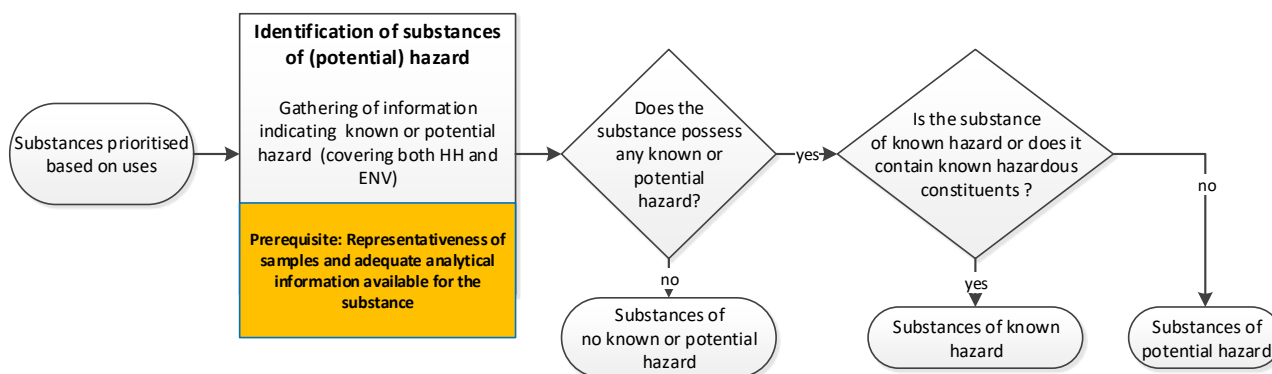 Substances prioritised
based on uses
Identification of substances
of (potential) hazard
Gathering of information
indicating known or potential
hazard (covering both HH and
ENV)
Prerequisite: Representativeness of
samples and adequate analytical
information available for the
substance
Does the
substance possess
any known or
potential
hazard?
yes
no
Substances of
no known or potential
hazard
Is the substance
of known hazard or does it
contain known hazardous
constituents ?
yes
no
Substances of known
hazard
Substances of
potential hazard